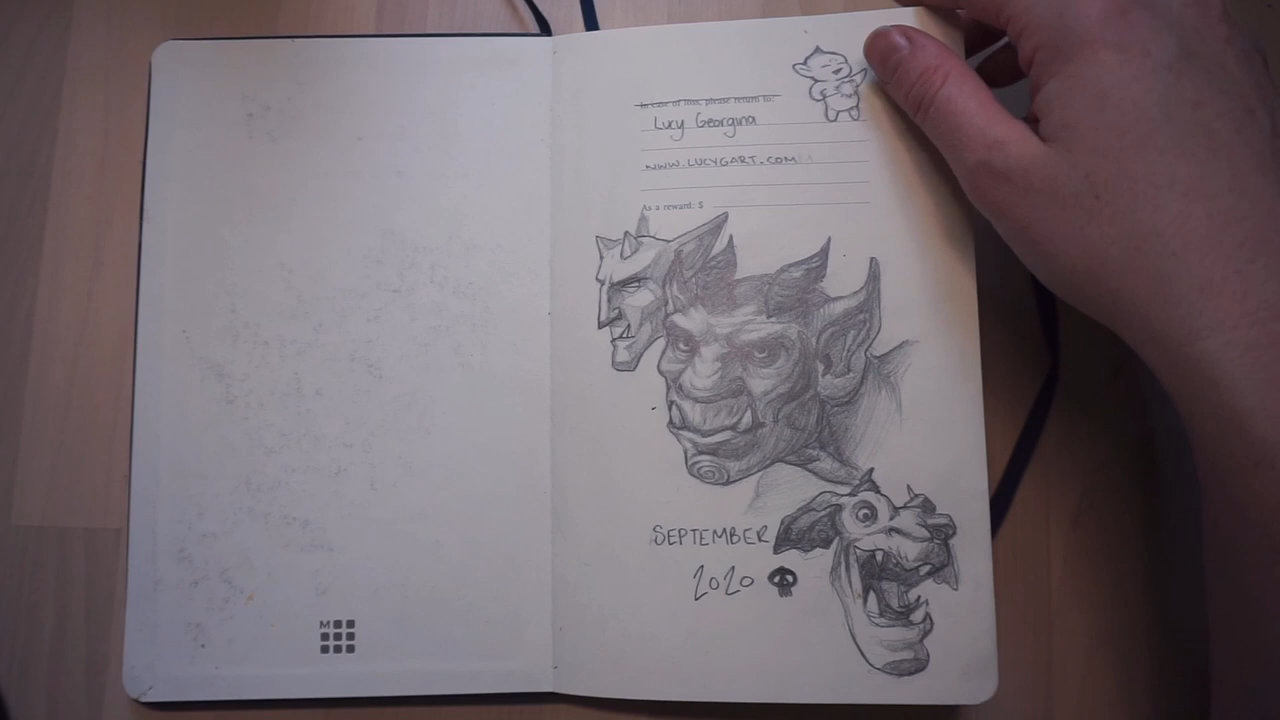 In case of loss, please return to:
Lucy Georgina
WWW.LUCYGART.COM
As a reward: $
SEPTEMBER
2020
M